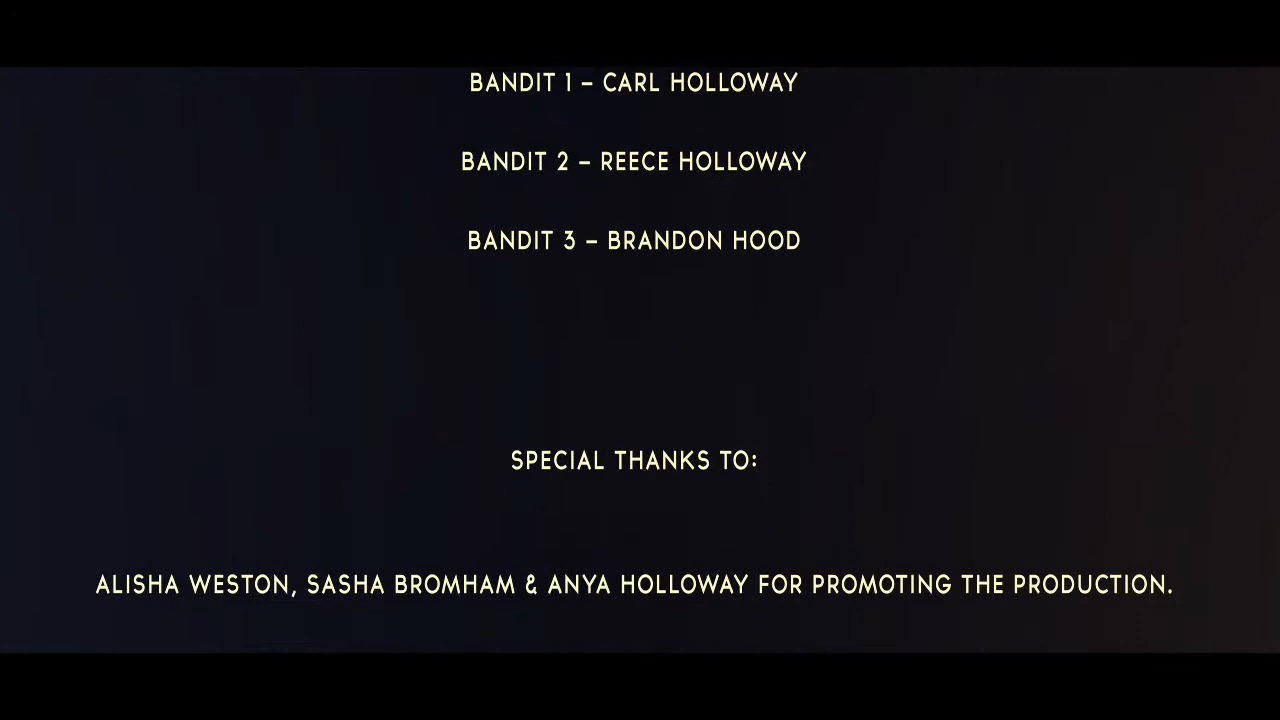 BANDIT 1 – CARL HOLLOWAY
BANDIT 2 – REECE HOLLOWAY
BANDIT 3 – BRANDON HOOD
SPECIAL THANKS TO:
ALISHA WESTON, SASHA BROMHAM & ANYA HOLLOWAY FOR PROMOTING THE PRODUCTION.